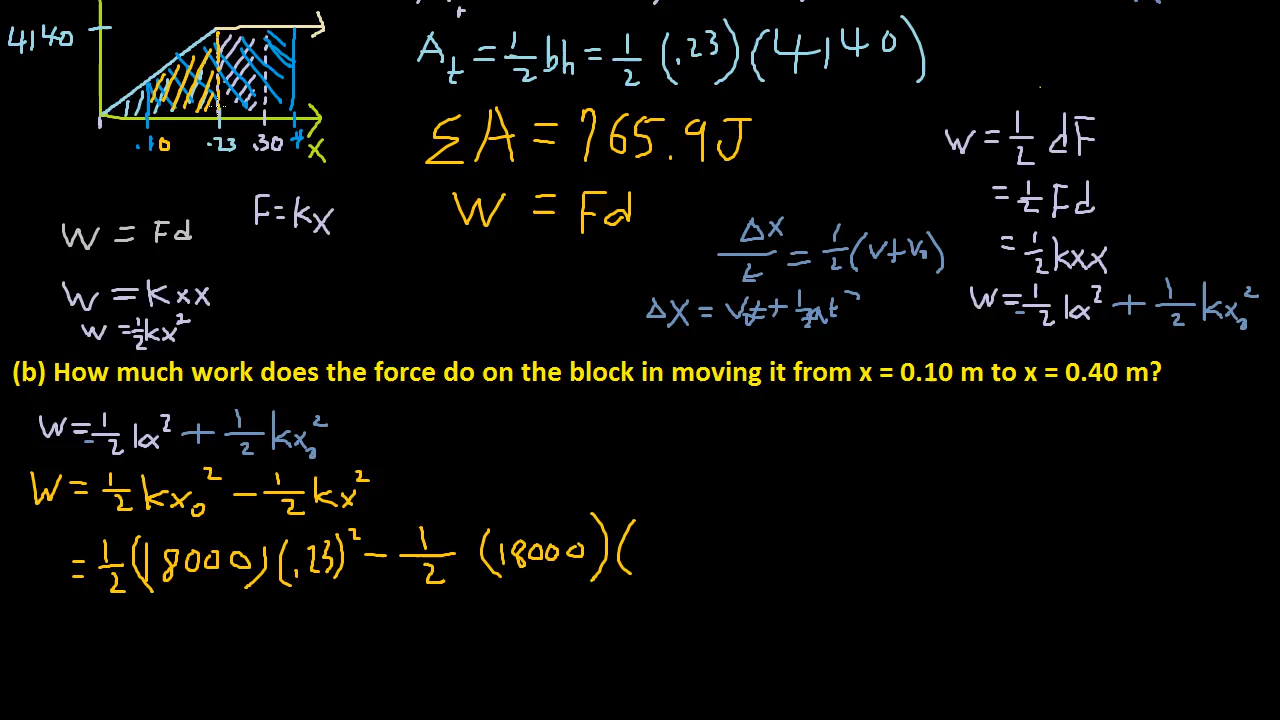 4140
.10 .23 .30 .4 x
A_t = 1/2 bh = 1/2 (.23)(4140)
ΣA = 765.9J
W = Fd
W = Fd
F = kx
W = kxx
W = 1/2 kx²
Δx/t = 1/2 (v + v₀)
Δx = v₀t + 1/2 at²
W = 1/2 dF
= 1/2 Fd
= 1/2 kxx
W = -1/2 kx² + 1/2 kx₀²
(b) How much work does the force do on the block in moving it from x = 0.10 m to x = 0.40 m?
W = -1/2 kx² + 1/2 kx₀²
W = 1/2 kx₀² - 1/2 kx²
= 1/2 (18000)(.23)² - 1/2 (18000)(